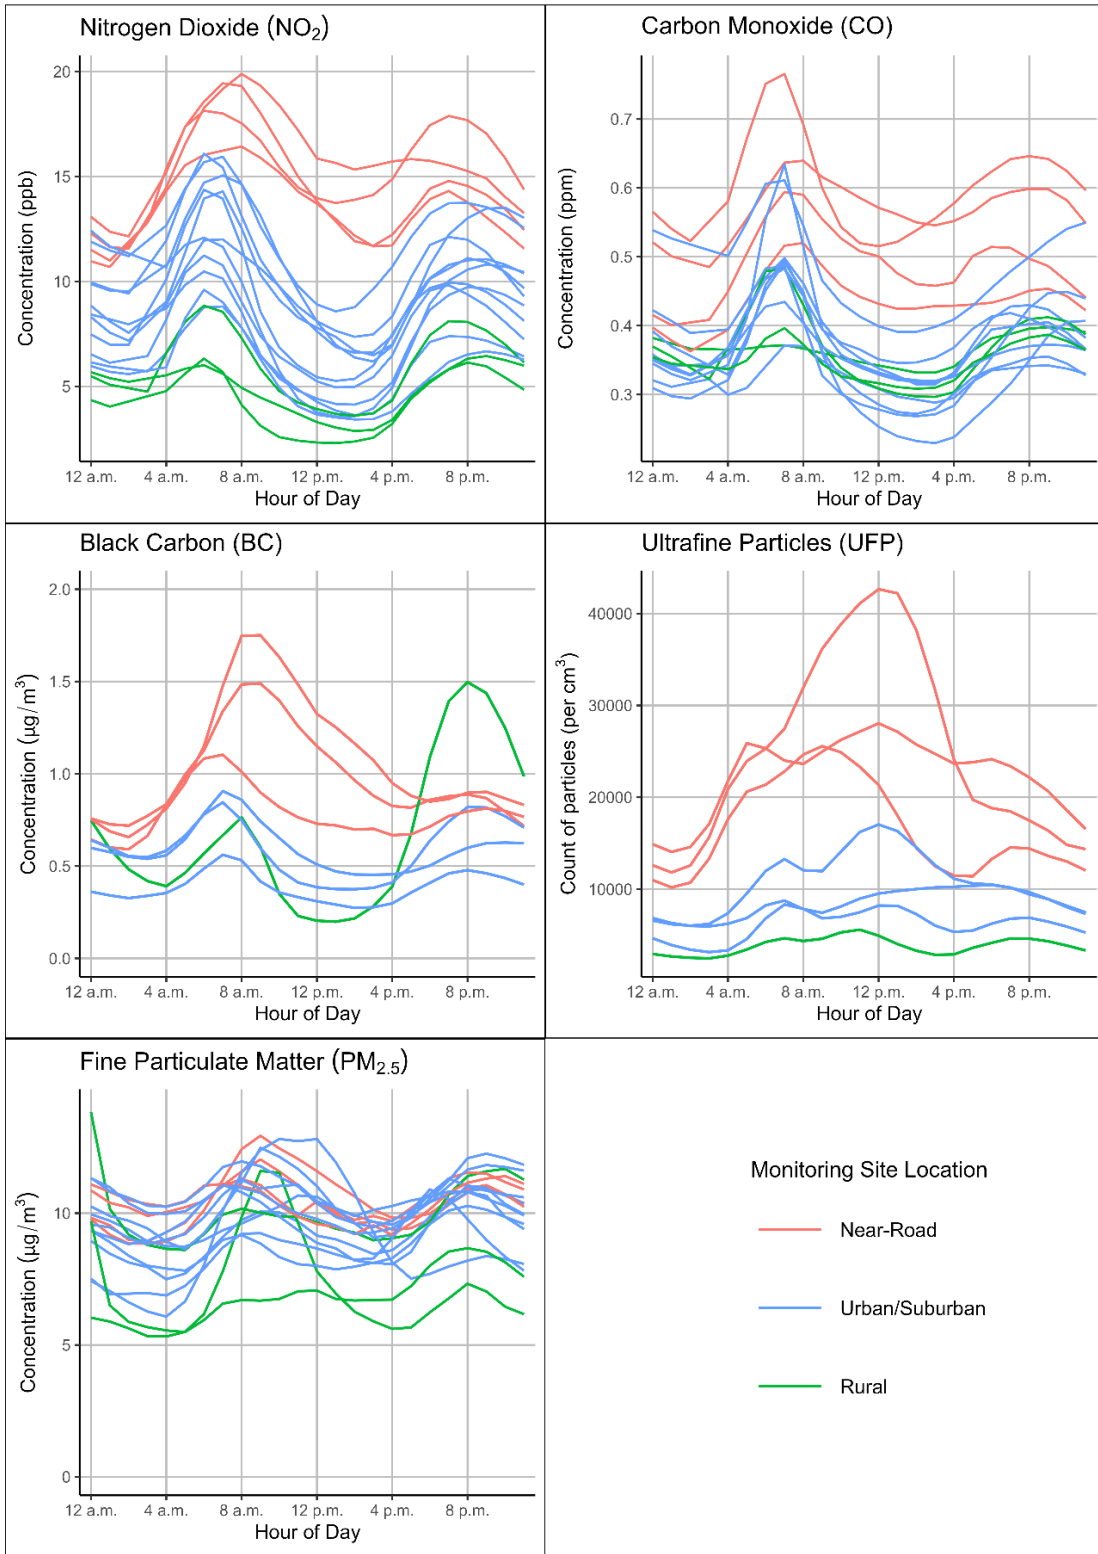 Nitrogen Dioxide (NO₂)
Concentration (ppb)
20
15
10
5
12 a.m. 4 a.m. 8 a.m. 12 p.m. 4 p.m. 8 p.m.
Hour of Day
Carbon Monoxide (CO)
Concentration (ppm)
0.7
0.6
0.5
0.4
0.3
12 a.m. 4 a.m. 8 a.m. 12 p.m. 4 p.m. 8 p.m.
Hour of Day
Black Carbon (BC)
Concentration (µg/m³)
2.0
1.5
1.0
0.5
0.0
12 a.m. 4 a.m. 8 a.m. 12 p.m. 4 p.m. 8 p.m.
Hour of Day
Ultrafine Particles (UFP)
Count of particles (per cm³)
40000
30000
20000
10000
12 a.m. 4 a.m. 8 a.m. 12 p.m. 4 p.m. 8 p.m.
Hour of Day
Fine Particulate Matter (PM₂.₅)
Concentration (µg/m³)
10
5
0
12 a.m. 4 a.m. 8 a.m. 12 p.m. 4 p.m. 8 p.m.
Hour of Day
Monitoring Site Location
Near-Road
Urban/Suburban
Rural